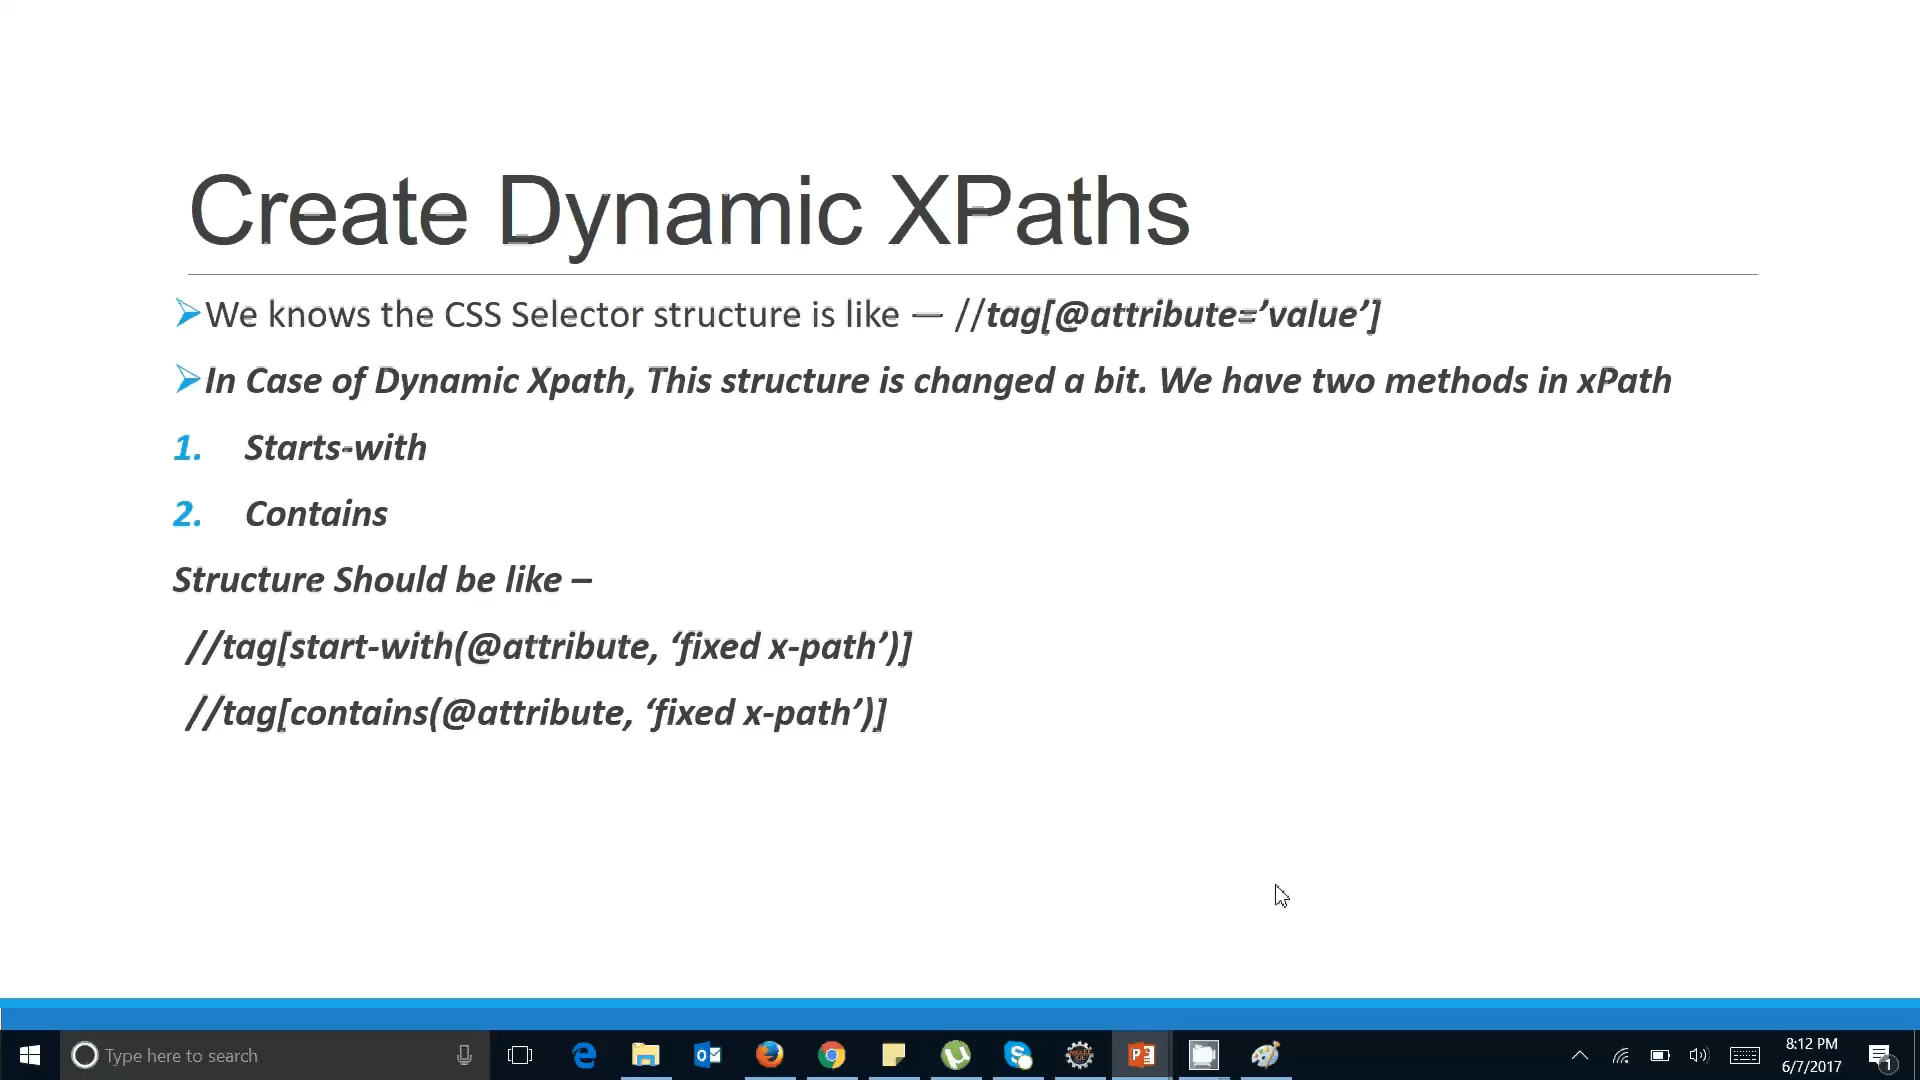 Create Dynamic XPaths
➢We knows the CSS Selector structure is like — //tag[@attribute=’value’]
➢In Case of Dynamic Xpath, This structure is changed a bit. We have two methods in xPath
1. Starts-with
2. Contains
Structure Should be like –
//tag[start-with(@attribute, ‘fixed x-path’)]
//tag[contains(@attribute, ‘fixed x-path’)]
Type here to search
8:12 PM
6/7/2017
1